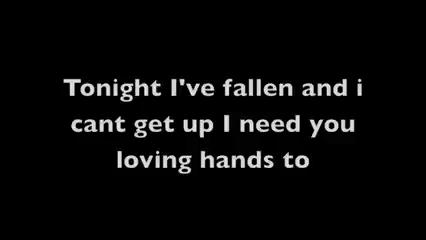 Tonight I've fallen and i
cant get up I need you
loving hands to